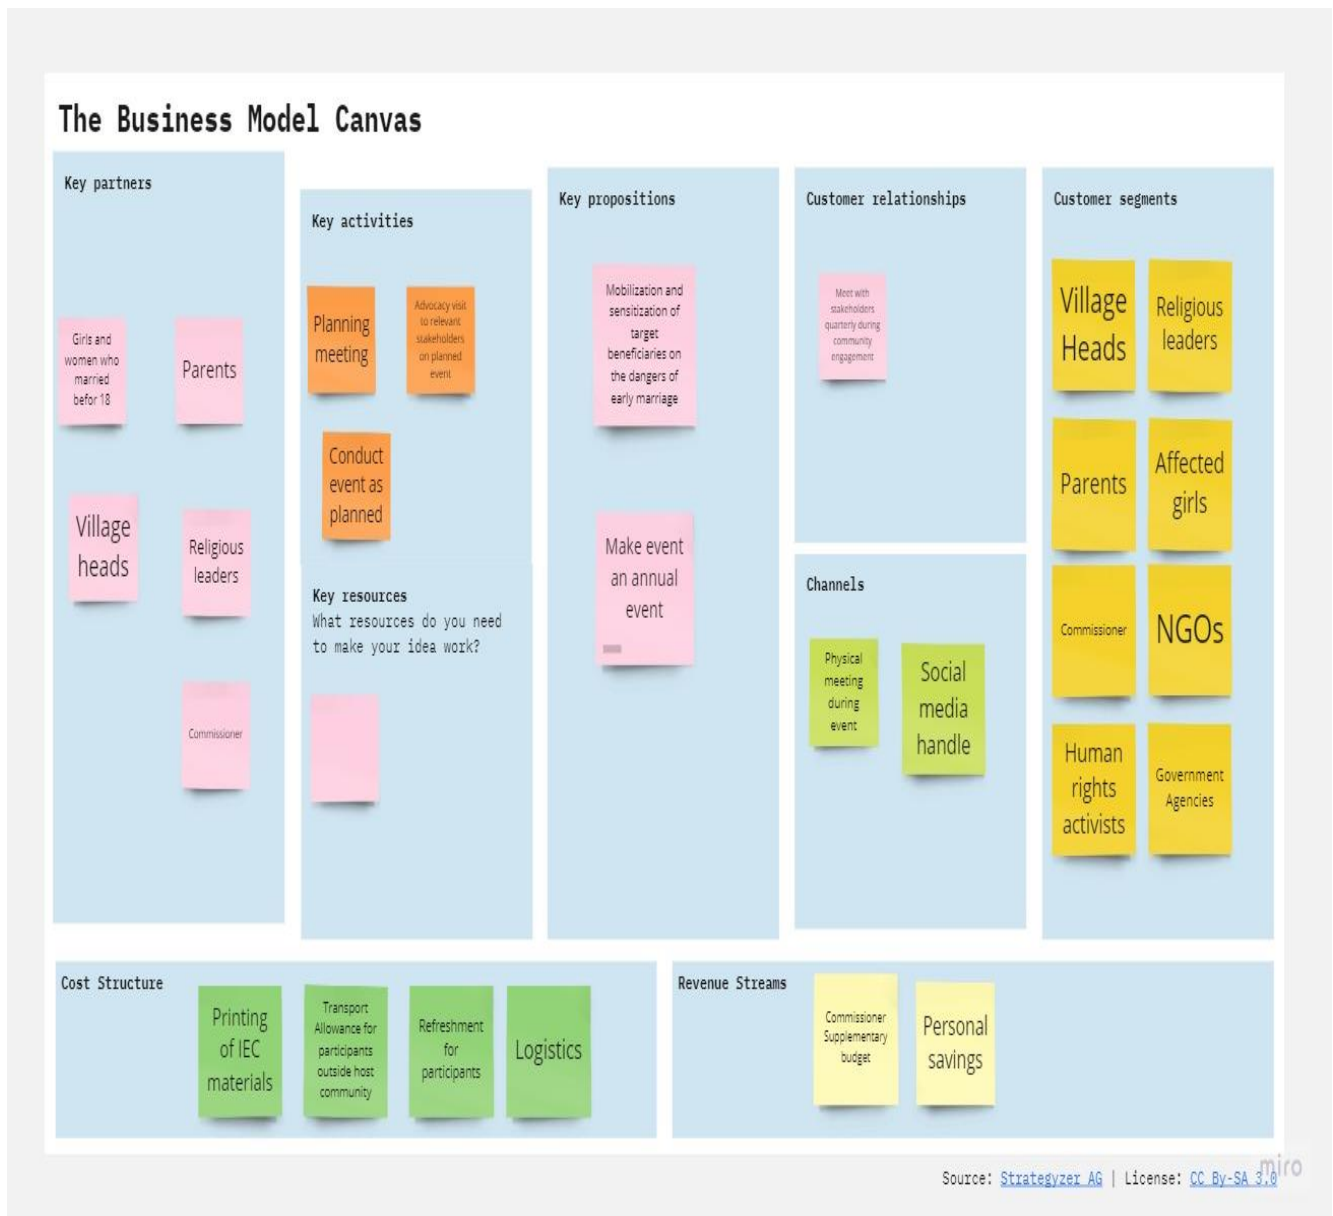 The Business Model Canvas
Key partners
Girls and
women who
married
befor 18
Parents
Village
heads
Religious
leaders
Commissioner
Key activities
Planning
meeting
Advocacy visit
to relevant
stakeholders
on planned
event
Conduct
event as
planned
Key resources
What resources do you need
to make your idea work?
Key propositions
Mobilization and
sensitization of
target
beneficiaries on
the dangers of
early marriage
Make event
an annual
event
Customer relationships
Meet with
stakeholders
quarterly during
community
engagement
Channels
Physical
meeting
during
event
Social
media
handle
Customer segments
Village
Heads
Religious
leaders
Parents
Affected
girls
Commissioner
NGOs
Human
rights
activists
Government
Agencies
Cost Structure
Printing
of IEC
materials
Transport
Allowance for
participants
outside host
community
Refreshment
for
participants
Logistics
Revenue Streams
Commissioner
Supplementary
budget
Personal
savings
miro
Source: Strategyzer AG | License: CC By-SA 3.0